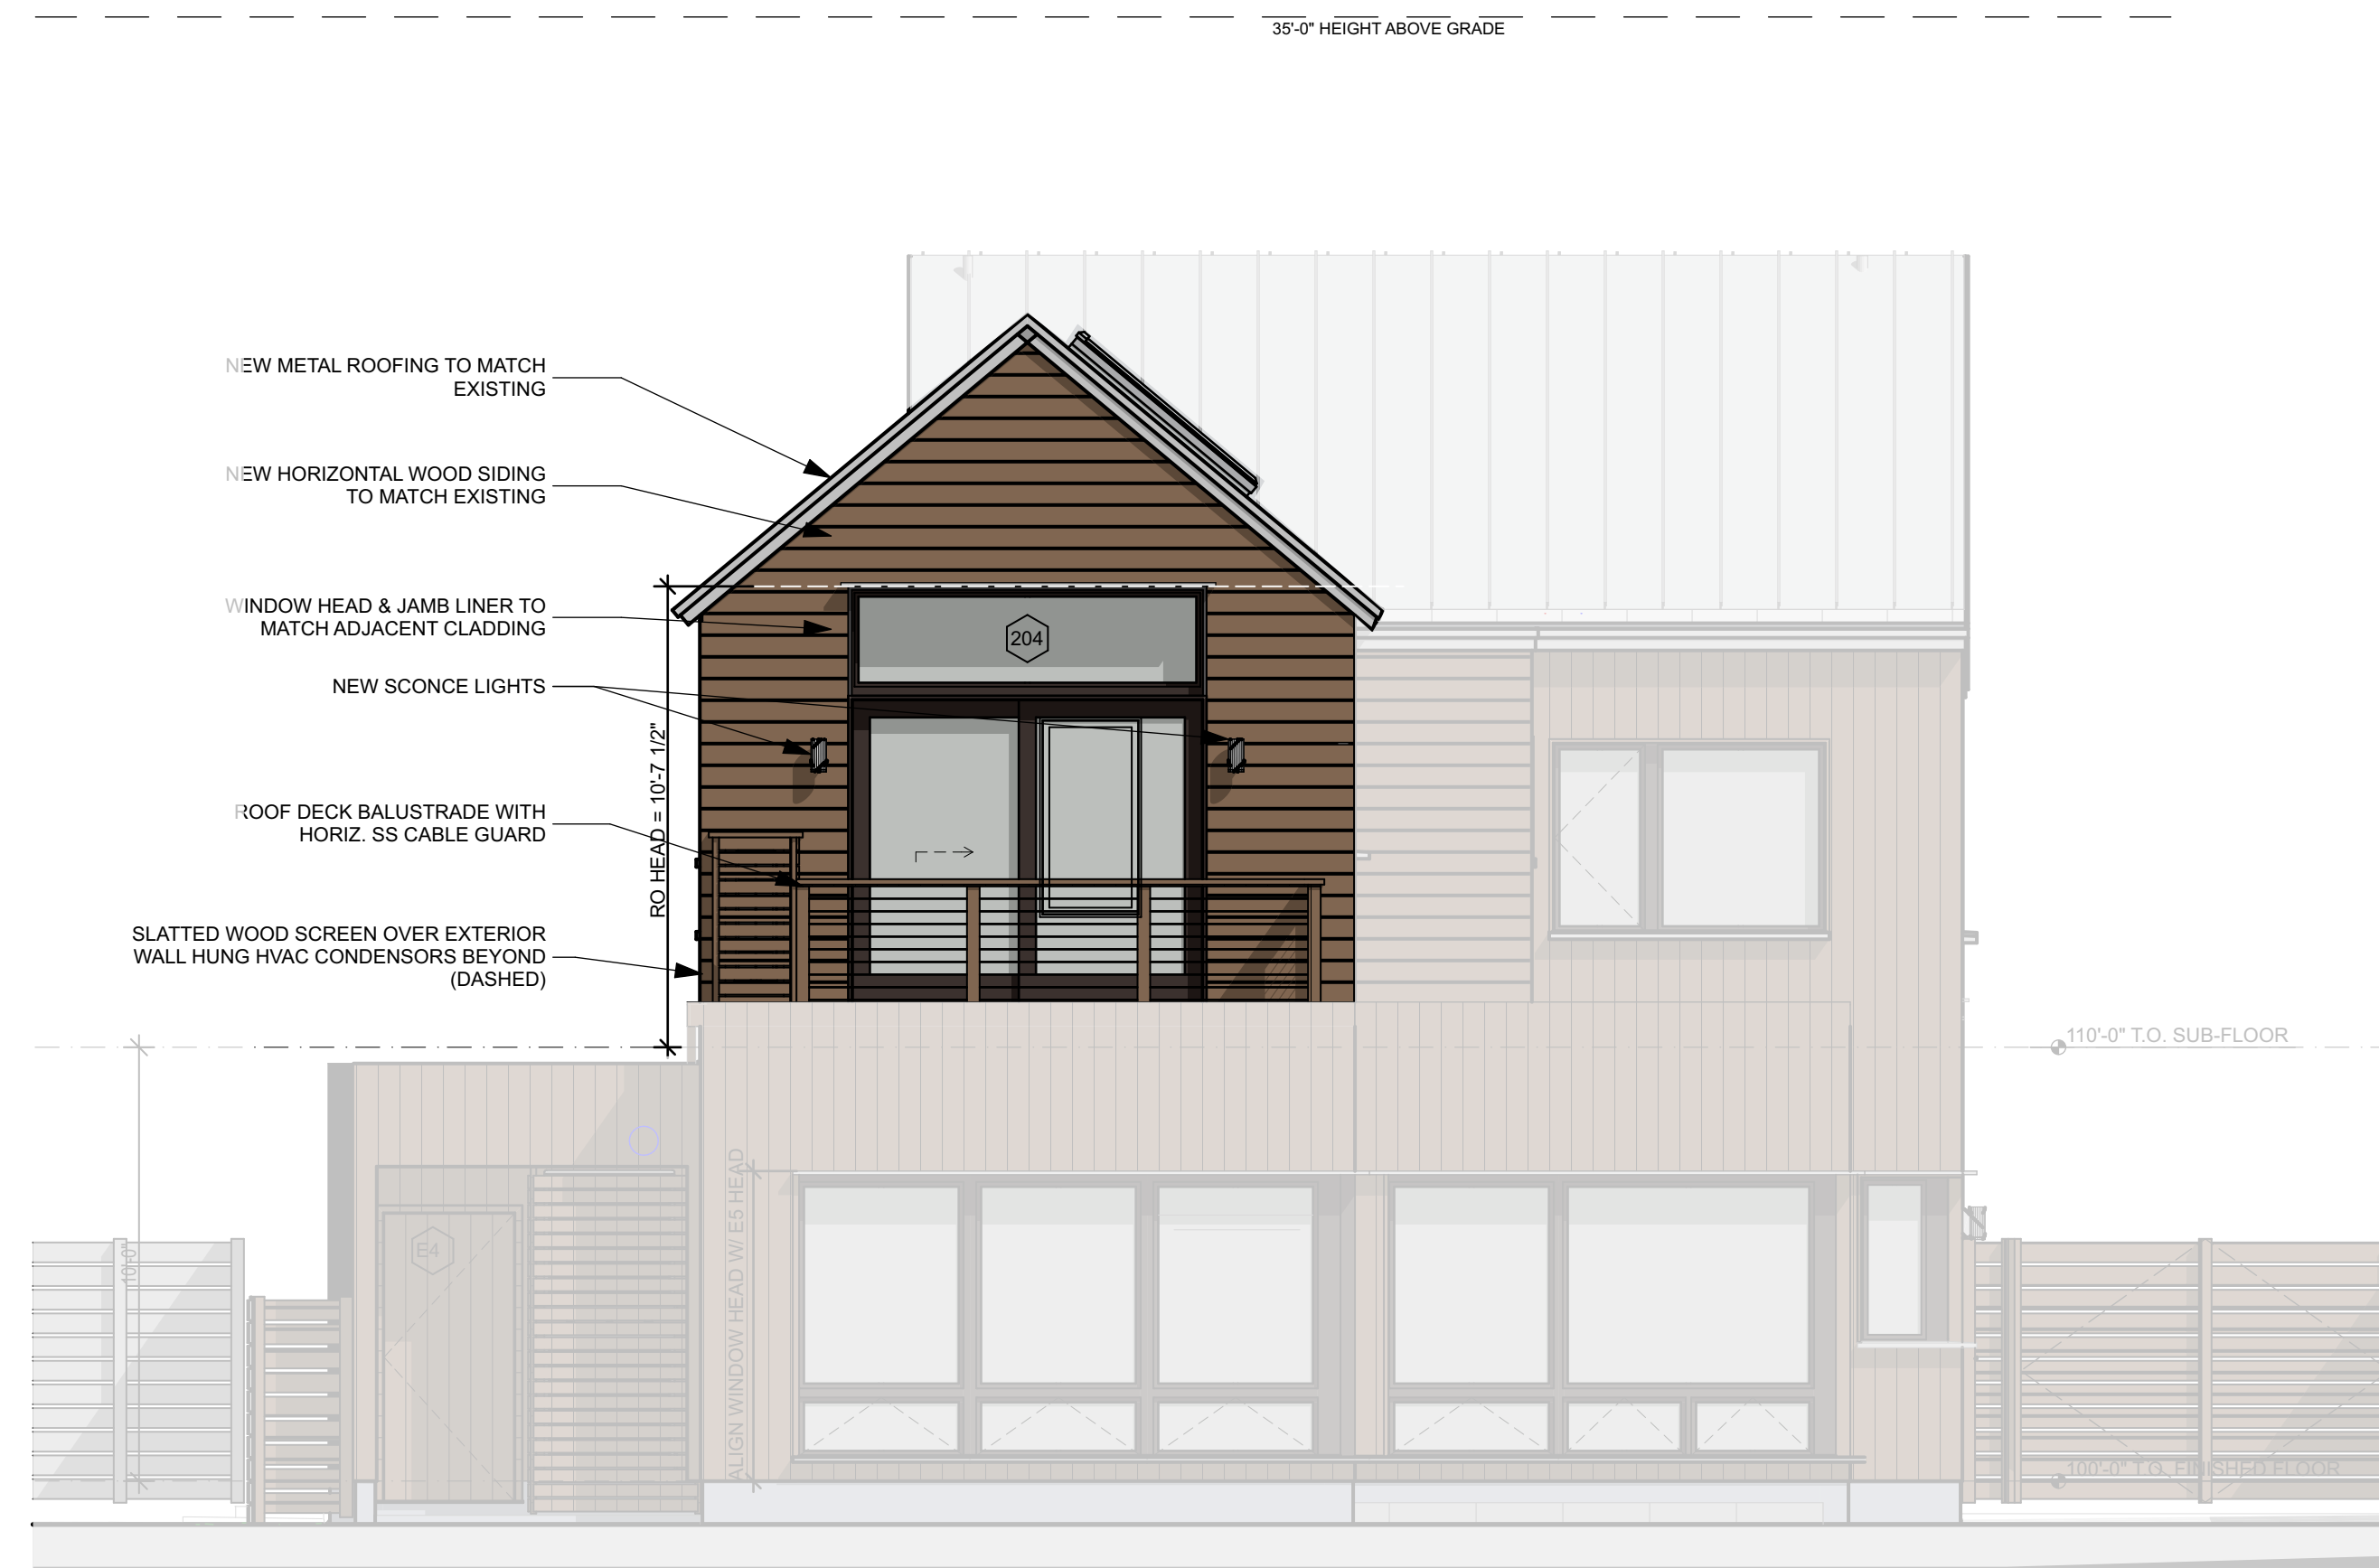 35'-0" HEIGHT ABOVE GRADE
NEW METAL ROOFING TO MATCH
EXISTING
NEW HORIZONTAL WOOD SIDING
TO MATCH EXISTING
WINDOW HEAD & JAMB LINER TO
MATCH ADJACENT CLADDING
204
NEW SCONCE LIGHTS
RO HEAD = 10'-7 1/2"
ROOF DECK BALUSTRADE WITH
HORIZ. SS CABLE GUARD
SLATTED WOOD SCREEN OVER EXTERIOR
WALL HUNG HVAC CONDENSORS BEYOND
(DASHED)
110'-0" T.O. SUB-FLOOR
10'-0"
E4
ALIGN WINDOW HEAD W/ E5 HEAD
100'-0" T.O. FINISHED FLOOR